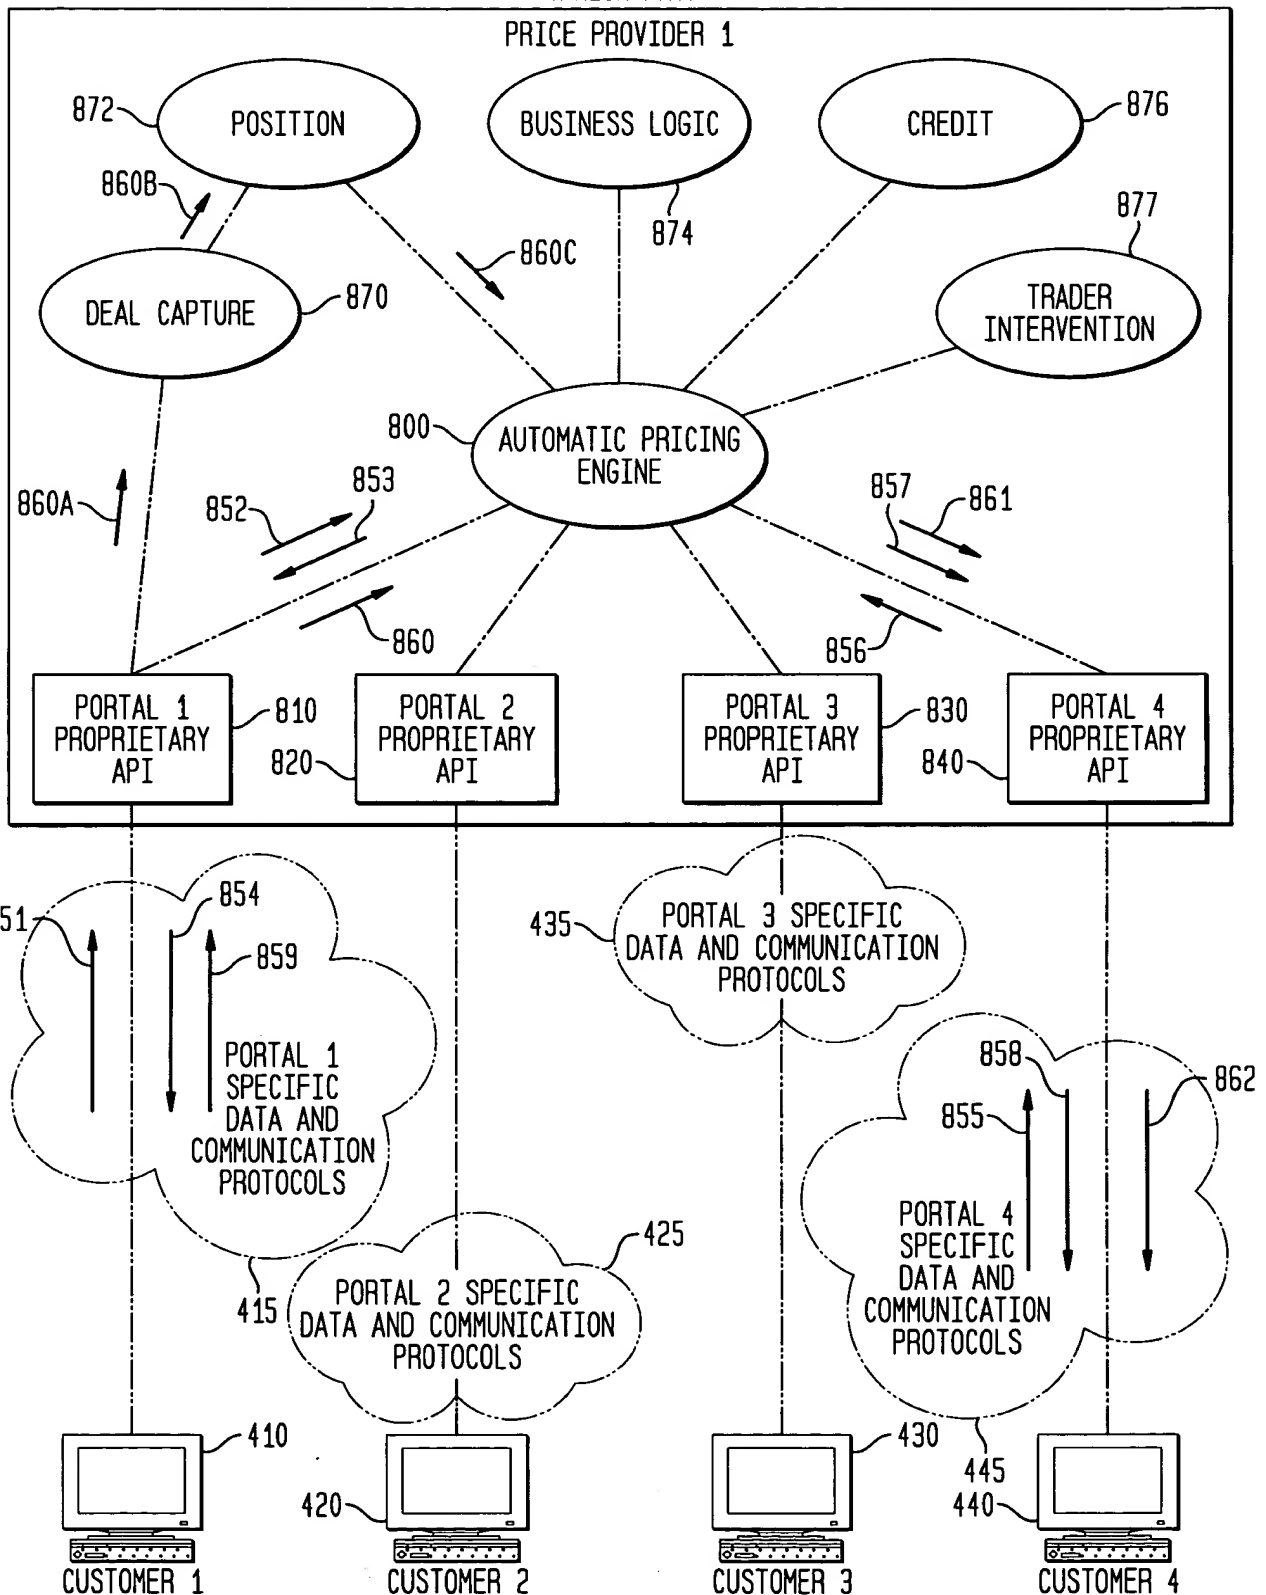 PRICE PROVIDER 1
872
POSITION
BUSINESS LOGIC
874
CREDIT
876
860B
860C
877
DEAL CAPTURE
870
TRADER
INTERVENTION
800
AUTOMATIC PRICING
ENGINE
860A
852
853
857
861
860
856
PORTAL 1
PROPRIETARY
API
810
PORTAL 2
PROPRIETARY
API
820
PORTAL 3
PROPRIETARY
API
830
PORTAL 4
PROPRIETARY
API
840
51
854
859
PORTAL 1
SPECIFIC
DATA AND
COMMUNICATION
PROTOCOLS
415
435
PORTAL 3 SPECIFIC
DATA AND COMMUNICATION
PROTOCOLS
858
855
862
PORTAL 4
SPECIFIC
DATA AND
COMMUNICATION
PROTOCOLS
445
425
PORTAL 2 SPECIFIC
DATA AND COMMUNICATION
PROTOCOLS
410
420
430
440
CUSTOMER 1
CUSTOMER 2
CUSTOMER 3
CUSTOMER 4